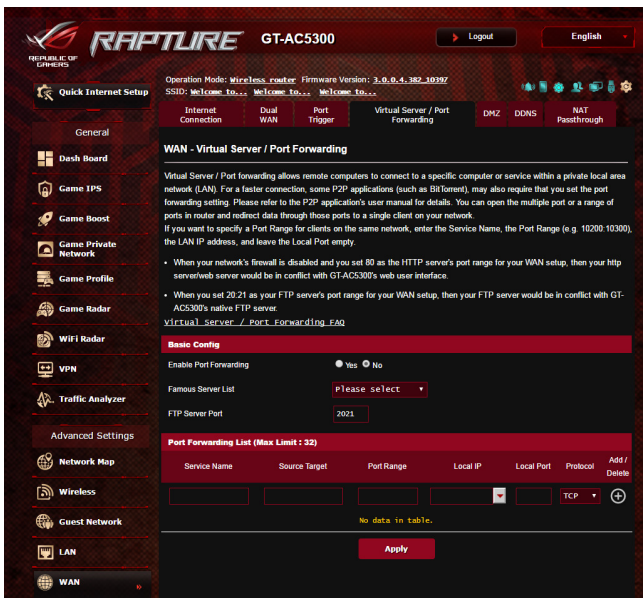 REPUBLIC OF
GAMERS
RAPTURE
GT-AC5300
Logout
English
Quick Internet Setup
Operation Mode: Wireless router Firmware Version: 3.0.0.4.382_10397
SSID: Welcome to... Welcome to... Welcome to...
Internet Connection
Dual WAN
Port Trigger
Virtual Server / Port Forwarding
DMZ
DDNS
NAT Passthrough
General
Dash Board
Game IPS
Game Boost
Game Private Network
Game Profile
Game Radar
WiFi Radar
VPN
Traffic Analyzer
Advanced Settings
Network Map
Wireless
Guest Network
LAN
WAN
WAN - Virtual Server / Port Forwarding
Virtual Server / Port forwarding allows remote computers to connect to a specific computer or service within a private local area
network (LAN). For a faster connection, some P2P applications (such as BitTorrent), may also require that you set the port
forwarding setting. Please refer to the P2P application's user manual for details. You can open the multiple port or a range of
ports in router and redirect data through those ports to a single client on your network.
If you want to specify a Port Range for clients on the same network, enter the Service Name, the Port Range (e.g. 10200:10300),
the LAN IP address, and leave the Local Port empty.
• When your network's firewall is disabled and you set 80 as the HTTP server's port range for your WAN setup, then your http
server/web server would be in conflict with GT-AC5300's web user interface.
• When you set 20:21 as your FTP server's port range for your WAN setup, then your FTP server would be in conflict with GT-
AC5300's native FTP server.
Virtual Server / Port Forwarding FAQ
Basic Config
Enable Port Forwarding Yes No
Famous Server List Please select
FTP Server Port 2021
Port Forwarding List (Max Limit : 32)
Service Name Source Target Port Range Local IP Local Port Protocol Add / Delete
TCP
No data in table.
Apply